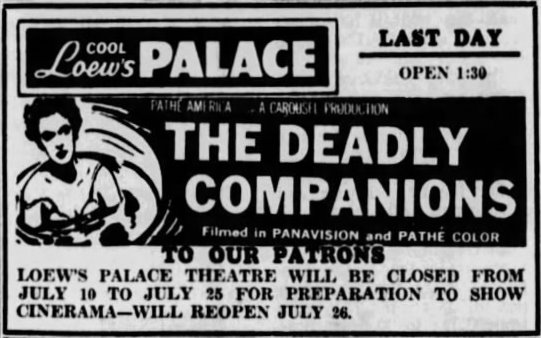 COOL
Loew's PALACE
LAST DAY
OPEN 1:30
PATHÉ AMERICA ... A CAROUSEL PRODUCTION
THE DEADLY
COMPANIONS
Filmed in PANAVISION and PATHÉ COLOR
TO OUR PATRONS
LOEW'S PALACE THEATRE WILL BE CLOSED FROM
JULY 10 TO JULY 25 FOR PREPARATION TO SHOW
CINERAMA—WILL REOPEN JULY 26.